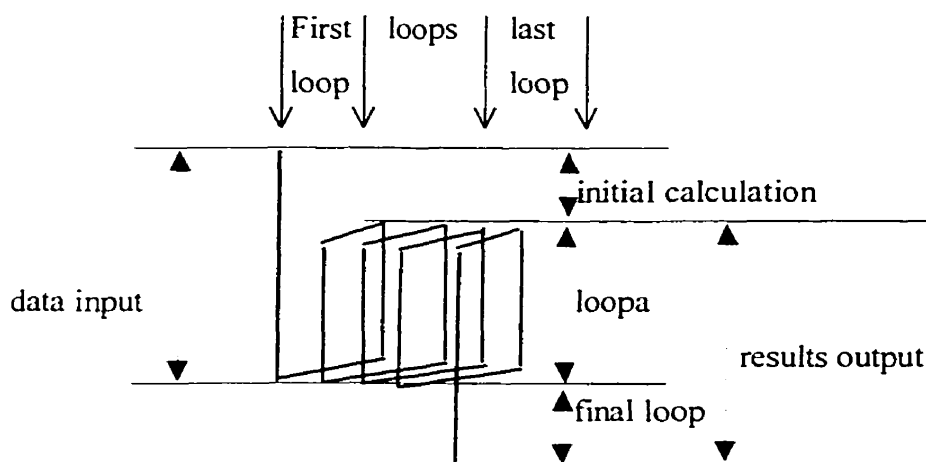 First loops last
loop loop
initial calculation
data input
loopa
results output
final loop